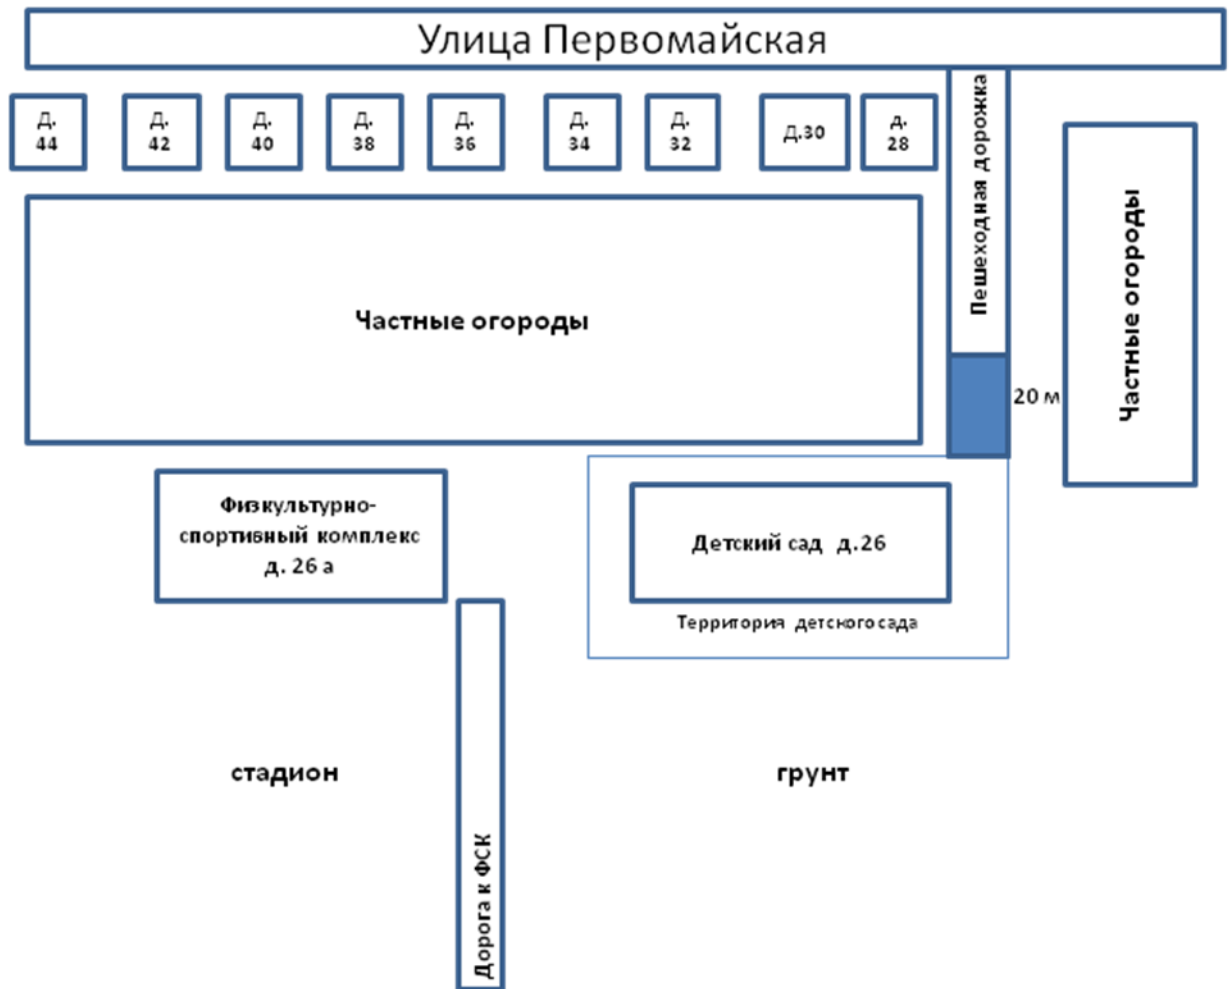 Улица Первомайская
Д.
44
Д.
42
Д.
40
Д.
38
Д.
36
Д.
34
Д.
32
Д.30
д.
28
Пешеходная дорожка
Частные огороды
Частные огороды
20 м
Физкультурно-
спортивный комплекс
д. 26 а
Детский сад д.26
Территория детского сада
стадион
грунт
Дорога к ФСК